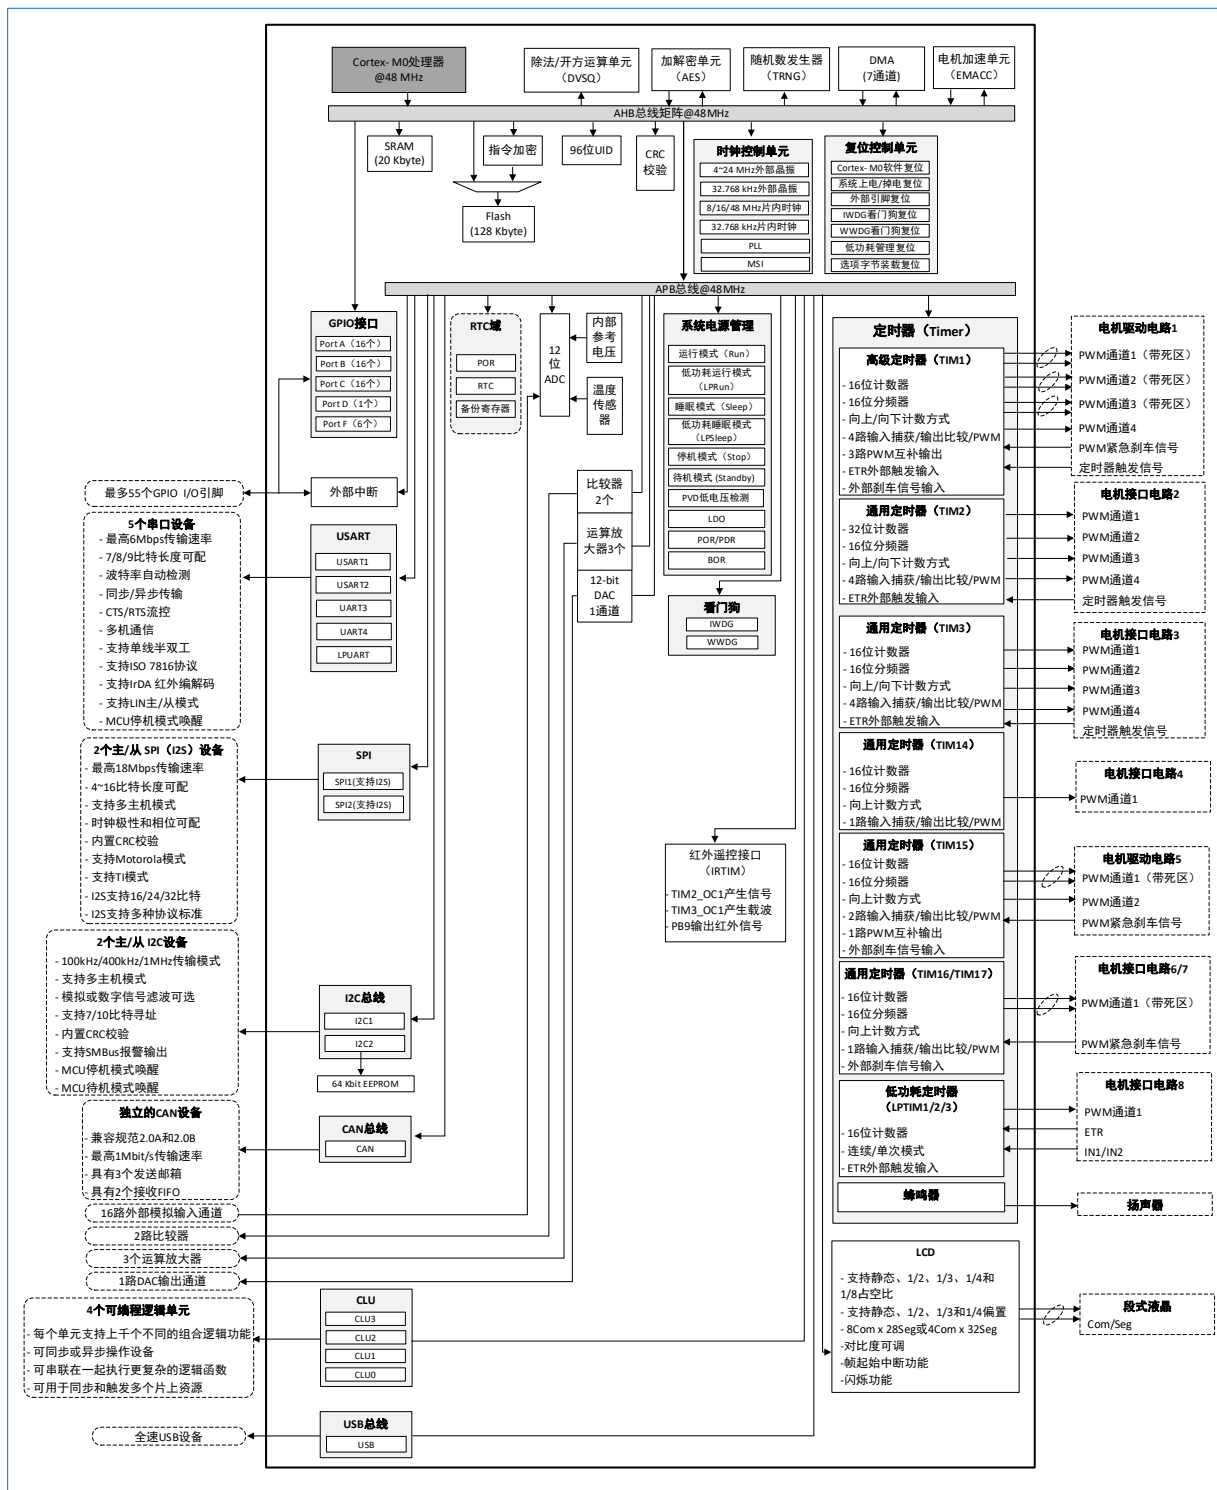 Cortex-M0处理器
@48 MHz
除法/开方运算单元
（DVSQ）
加解密单元
（AES）
随机数发生器
（TRNG）
DMA
(7通道)
电机加速单元
（EMACC）
AHB总线矩阵@48MHz
SRAM
(20 Kbyte)
指令加密
96位UID
CRC
校验
Flash
(128 Kbyte)
时钟控制单元
4~24 MHz外部晶振
32.768 kHz外部晶振
8/16/48 MHz片内时钟
32.768 kHz片内时钟
PLL
MSI
复位控制单元
Cortex-M0软件复位
系统上电/掉电复位
外部引脚复位
IWDG看门狗复位
WWDG看门狗复位
低功耗管理复位
选项字节装载复位
APB总线@48MHz
GPIO接口
Port A（16个）
Port B（16个）
Port C（16个）
Port D（1个）
Port F（6个）
RTC域
POR
RTC
备份寄存器
12
位
ADC
内部
参考
电压
温度
传感
器
系统电源管理
运行模式（Run）
低功耗运行模式
（LPRun）
睡眠模式（Sleep）
低功耗睡眠模式
（LPSleep）
停机模式（Stop）
待机模式 (Standby)
PVD低电压检测
LDO
POR/PDR
BOR
看门狗
IWDG
WWDG
最多55个GPIO I/O引脚
外部中断
比较器
2个
运算放
大器3个
12-bit
DAC
1通道
5个串口设备
- 最高6Mbps传输速率
- 7/8/9比特长度可配
- 波特率自动检测
- 同步/异步传输
- CTS/RTS流控
- 多机通信
- 支持单线半双工
- 支持ISO 7816协议
- 支持IrDA 红外编解码
- 支持LIN主/从模式
- MCU停机模式唤醒
USART
USART1
USART2
UART3
UART4
LPUART
2个主/从 SPI（I2S）设备
- 最高18Mbps传输速率
- 4~16比特长度可配
- 支持多主机模式
- 时钟极性和相位可配
- 内置CRC校验
- 支持Motorola模式
- 支持TI模式
- I2S支持16/24/32比特
- I2S支持多种协议标准
SPI
SPI1(支持I2S)
SPI2(支持I2S)
红外遥控接口
（IRTIM）
- TIM2_OC1产生信号
- TIM3_OC1产生载波
- PB9输出红外信号
2个主/从 I2C设备
- 100kHz/400kHz/1MHz传输模式
- 支持多主机模式
- 模拟或数字信号滤波可选
- 支持7/10比特寻址
- 内置CRC校验
- 支持SMBus报警输出
- MCU停机模式唤醒
- MCU待机模式唤醒
I2C总线
I2C1
I2C2
64 Kbit EEPROM
独立的CAN设备
- 兼容规范2.0A和2.0B
- 最高1Mbit/s传输速率
- 具有3个发送邮箱
- 具有2个接收FIFO
CAN总线
CAN
16路外部模拟输入通道
2路比较器
3个运算放大器
1路DAC输出通道
4个可编程逻辑单元
- 每个单元支持上千个不同的组合逻辑功能
- 可同步或异步操作设备
- 可串联在一起执行更复杂的逻辑函数
- 可用于同步和触发多个片上资源
CLU
CLU3
CLU2
CLU1
CLU0
全速USB设备
USB总线
USB
定时器（Timer）
高级定时器（TIM1）
- 16位计数器
- 16位分频器
- 向上/向下计数方式
- 4路输入捕获/输出比较/PWM
- 3路PWM互补输出
- ETR外部触发输入
- 外部刹车信号输入
电机驱动电路1
PWM通道1（带死区）
PWM通道2（带死区）
PWM通道3（带死区）
PWM通道4
PWM紧急刹车信号
定时器触发信号
通用定时器（TIM2）
- 32位计数器
- 16位分频器
- 向上/向下计数方式
- 4路输入捕获/输出比较/PWM
- ETR外部触发输入
电机接口电路2
PWM通道1
PWM通道2
PWM通道3
PWM通道4
定时器触发信号
通用定时器（TIM3）
- 16位计数器
- 16位分频器
- 向上/向下计数方式
- 4路输入捕获/输出比较/PWM
- ETR外部触发输入
电机接口电路3
PWM通道1
PWM通道2
PWM通道3
PWM通道4
定时器触发信号
通用定时器（TIM14）
- 16位计数器
- 16位分频器
- 向上计数方式
- 1路输入捕获/输出比较/PWM
电机接口电路4
PWM通道1
通用定时器（TIM15）
- 16位计数器
- 16位分频器
- 向上计数方式
- 2路输入捕获/输出比较/PWM
- 1路PWM互补输出
- 外部刹车信号输入
电机驱动电路5
PWM通道1（带死区）
PWM通道2
PWM紧急刹车信号
通用定时器（TIM16/TIM17）
- 16位计数器
- 16位分频器
- 向上计数方式
- 1路输入捕获/输出比较/PWM
- 外部刹车信号输入
电机接口电路6/7
PWM通道1（带死区）
PWM紧急刹车信号
低功耗定时器
（LPTIM1/2/3）
- 16位计数器
- 连续/单次模式
- ETR外部触发输入
电机接口电路8
PWM通道1
ETR
IN1/IN2
蜂鸣器
扬声器
LCD
- 支持静态、1/2、1/3、1/4和
1/8占空比
- 支持静态、1/2、1/3和1/4偏置
- 8Com x 28Seg或4Com x 32Seg
- 对比度可调
- 帧起始中断功能
- 闪烁功能
段式液晶
Com/Seg